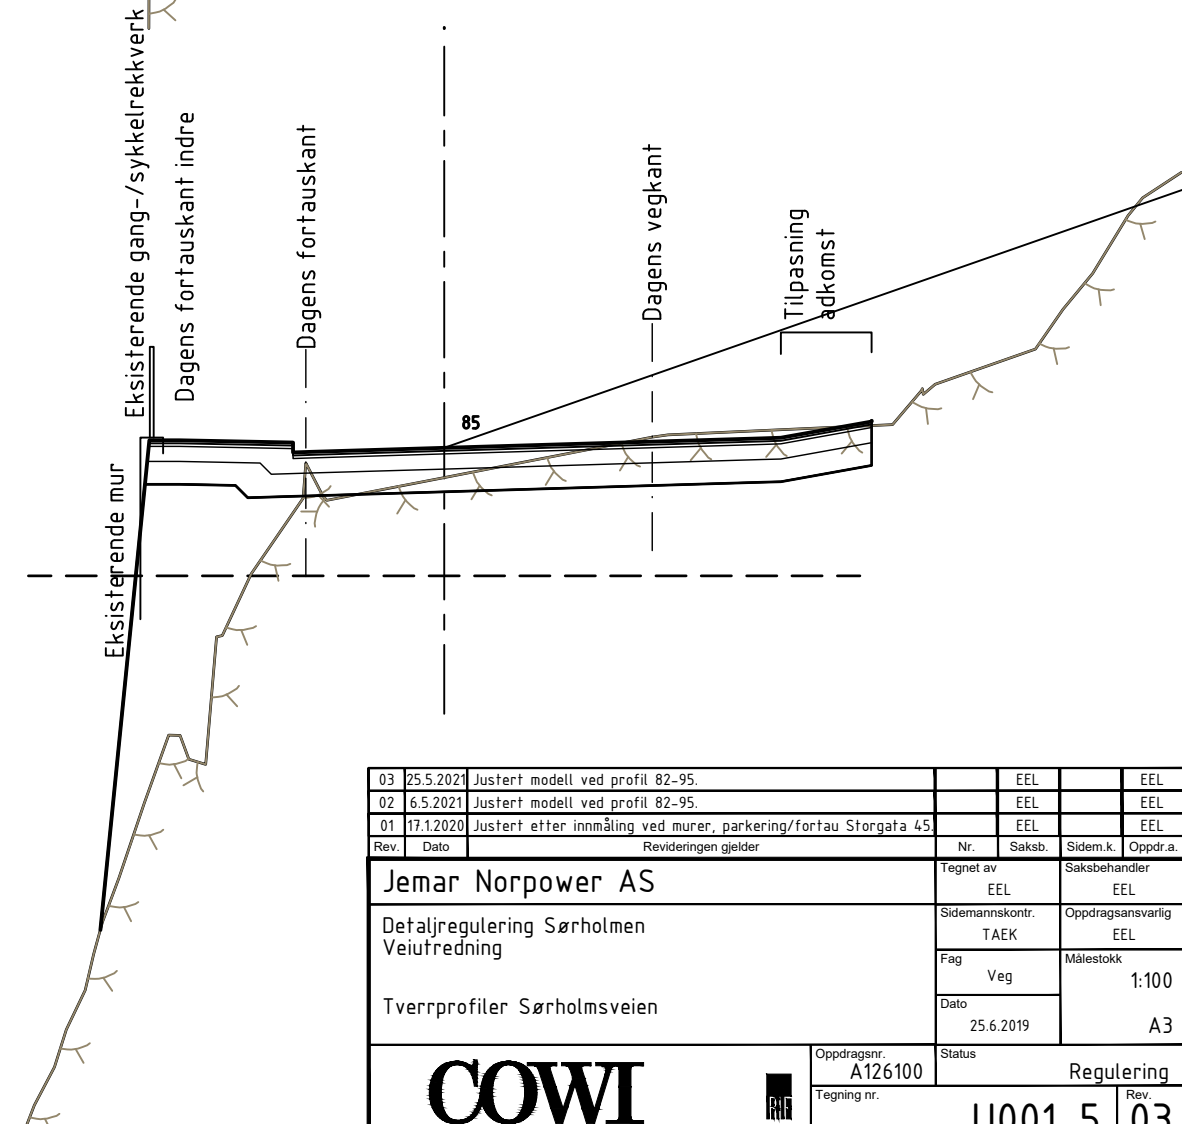 Eksisterende gang-/sykkelrekkverk
Dagens fortauskant indre
Dagens fortauskant
Dagens vegkant
Tilpasning
adkomst
85
Eksisterende mur
03 25.5.2021 Justert modell ved profil 82-95. EEL EEL
02 6.5.2021 Justert modell ved profil 82-95. EEL EEL
01 17.1.2020 Justert etter innmåling ved murer, parkering/fortau Storgata 45. EEL EEL
Rev. Dato Revideringen gjelder Nr. Saksb. Sidem.k. Oppdr.a.
Jemar Norpower AS
Tegnet av
EEL
Saksbehandler
EEL
Detaljregulering Sørholmen
Veiutredning
Sidemannskontr.
TAEK
Oppdragsansvarlig
EEL
Fag
Veg
Målestokk
1:100
A3
Tverrprofiler Sørholmsveien
Dato
25.6.2019
COWI
Oppdragsnr.
A126100
Status
Regulering
Tegning nr.
U001 5
Rev.
03